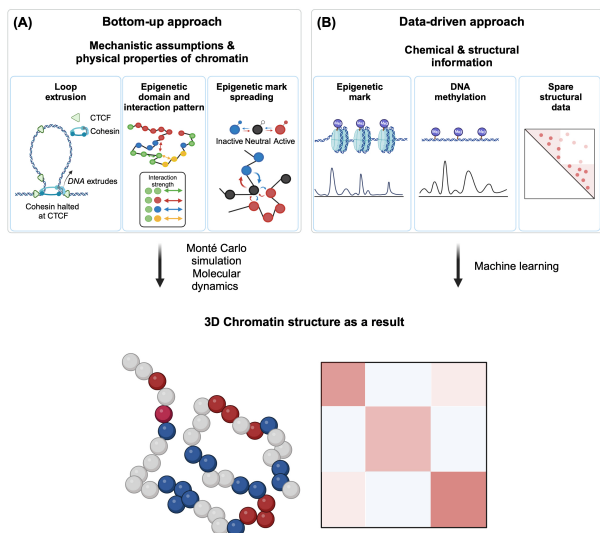 (A)
Bottom-up approach
Mechanistic assumptions &
physical properties of chromatin
Loop
extrusion
CTCF
Cohesin
DNA extrudes
Cohesin halted
at CTCF
Epigenetic
domain and
interaction pattern
Interaction
strength
Epigenetic mark
spreading
Inactive Neutral Active
(B)
Data-driven approach
Chemical & structural
information
Epigenetic
mark
DNA
methylation
Me
Me
Me
Spare
structural
data
Monté Carlo
simulation
Molecular
dynamics
Machine learning
3D Chromatin structure as a result